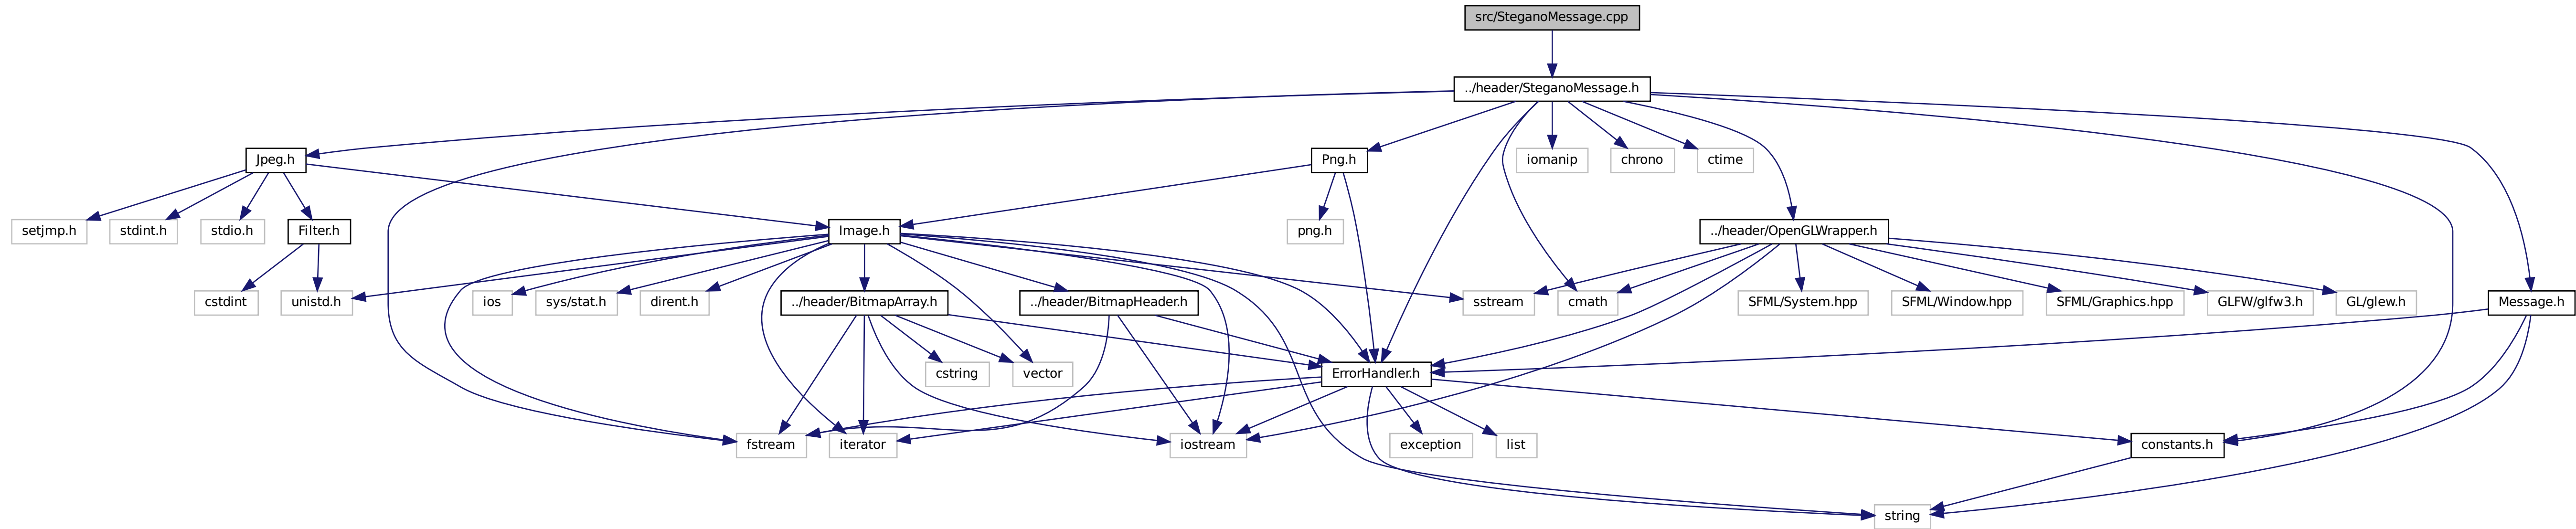 src/SteganoMessage.cpp
../header/SteganoMessage.h
Jpeg.h
Png.h
iomanip
chrono
ctime
setjmp.h
stdint.h
stdio.h
Filter.h
Image.h
png.h
../header/OpenGLWrapper.h
cstdint
unistd.h
ios
sys/stat.h
dirent.h
../header/BitmapArray.h
../header/BitmapHeader.h
sstream
cmath
SFML/System.hpp
SFML/Window.hpp
SFML/Graphics.hpp
GLFW/glfw3.h
GL/glew.h
Message.h
cstring
vector
ErrorHandler.h
fstream
iterator
iostream
exception
list
constants.h
string